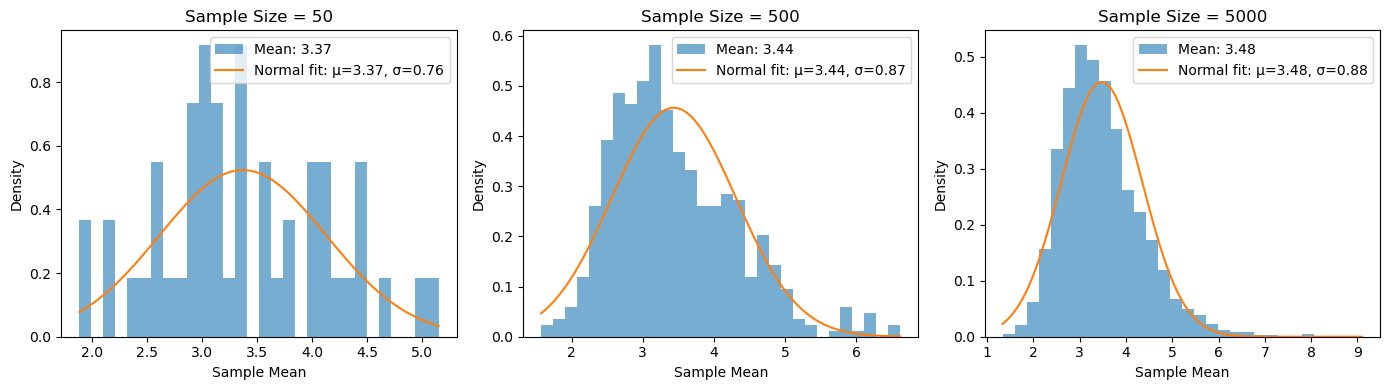 Sample Size = 50
Mean: 3.37
Normal fit: μ=3.37, σ=0.76
Density
0.8
0.6
0.4
0.2
0.0
2.0 2.5 3.0 3.5 4.0 4.5 5.0
Sample Mean
Sample Size = 500
Mean: 3.44
Normal fit: μ=3.44, σ=0.87
Density
0.6
0.5
0.4
0.3
0.2
0.1
0.0
2 3 4 5 6
Sample Mean
Sample Size = 5000
Mean: 3.48
Normal fit: μ=3.48, σ=0.88
Density
0.5
0.4
0.3
0.2
0.1
0.0
1 2 3 4 5 6 7 8 9
Sample Mean